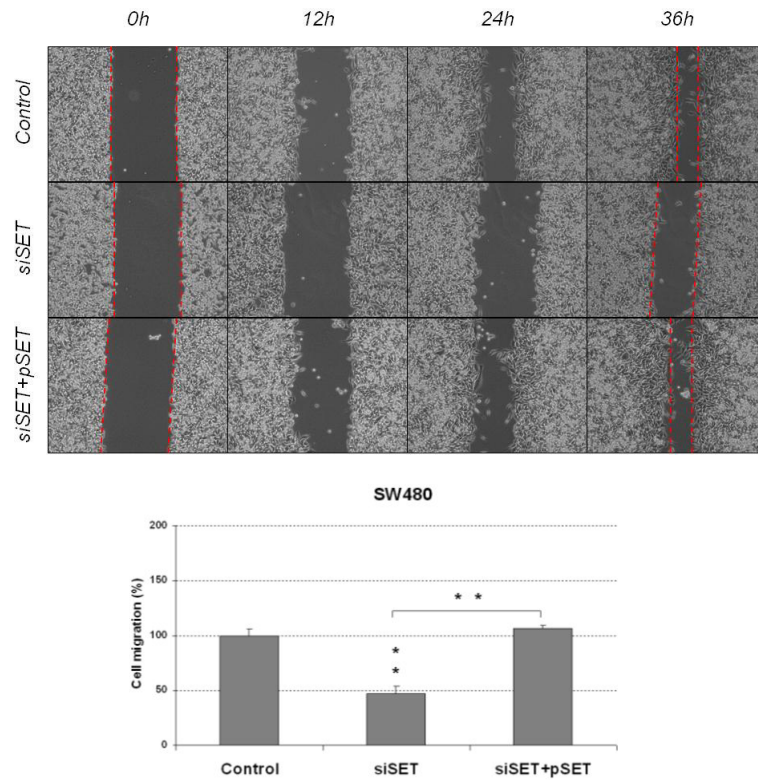 0h 12h 24h 36h
Control
siSET
siSET+pSET
SW480
Cell migration (%)
200
150
100
50
0
* *
*
*
Control siSET siSET+pSET